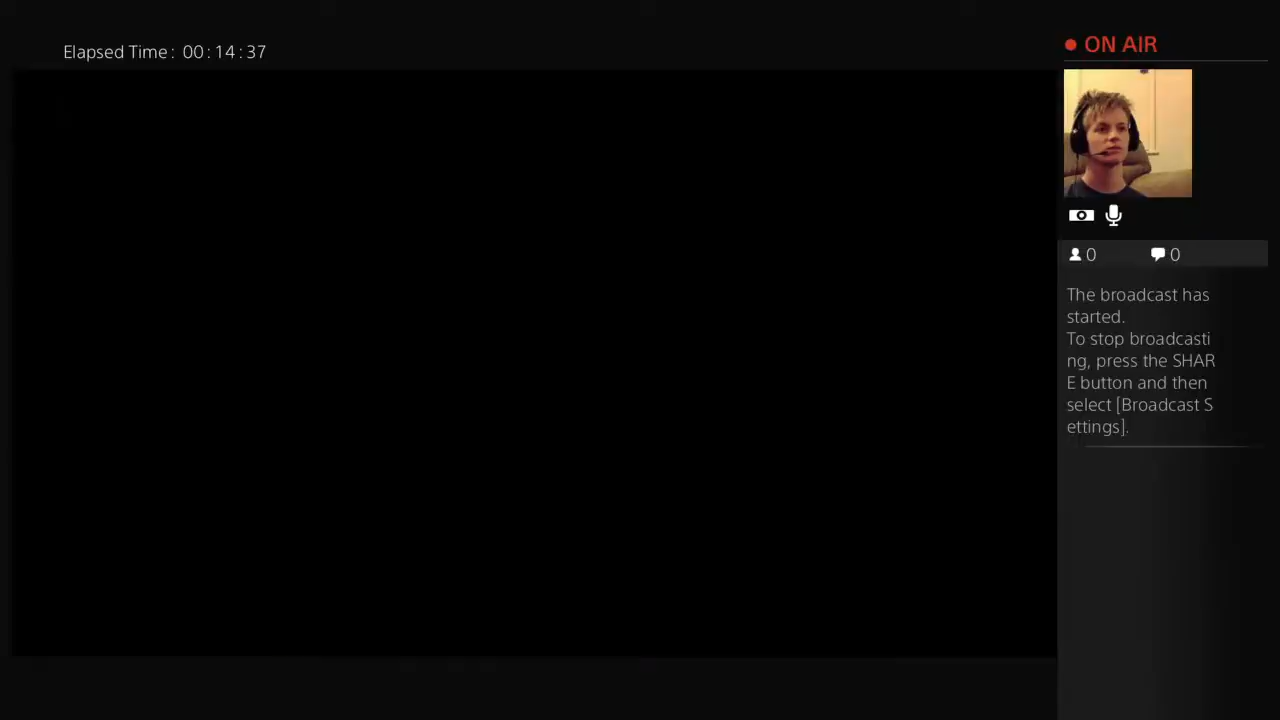 Elapsed Time: 00:14:37
ON AIR
0 0
The broadcast has
started.
To stop broadcasti
ng, press the SHAR
E button and then
select [Broadcast S
ettings].